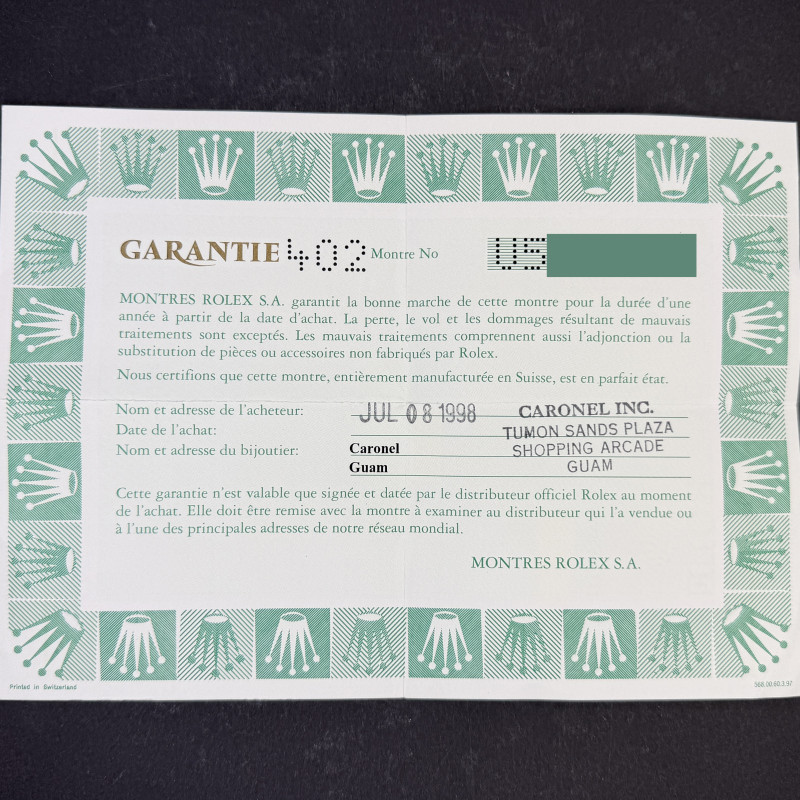 GARANTIE 402 Montre No U5
MONTRES ROLEX S.A. garantit la bonne marche de cette montre pour la durée d'une
année à partir de la date d'achat. La perte, le vol et les dommages résultant de mauvais
traitements sont exceptés. Les mauvais traitements comprennent aussi l'adjonction ou la
substitution de pièces ou accessoires non fabriqués par Rolex.
Nous certifions que cette montre, entièrement manufacturée en Suisse, est en parfait état.
Nom et adresse de l'acheteur: JUL 08 1998 CARONEL INC.
Date de l'achat: TUMON SANDS PLAZA
Nom et adresse du bijoutier: Caronel SHOPPING ARCADE
Guam GUAM
Cette garantie n'est valable que signée et datée par le distributeur officiel Rolex au moment
de l'achat. Elle doit être remise avec la montre à examiner au distributeur qui l'a vendue ou
à l'une des principales adresses de notre réseau mondial.
MONTRES ROLEX S.A.
Printed in Switzerland 568.00.60.3.97